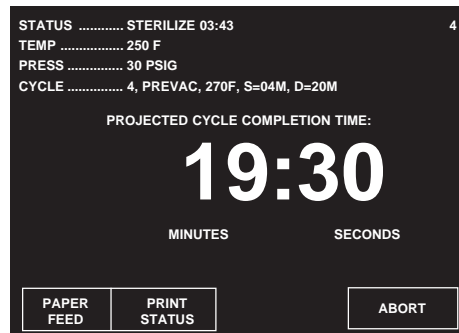 STATUS ............ STERILIZE 03:43 4
TEMP ................. 250 F
PRESS ............... 30 PSIG
CYCLE ............... 4, PREVAC, 270F, S=04M, D=20M
PROJECTED CYCLE COMPLETION TIME:
19:30
MINUTES SECONDS
PAPER FEED
PRINT STATUS
ABORT